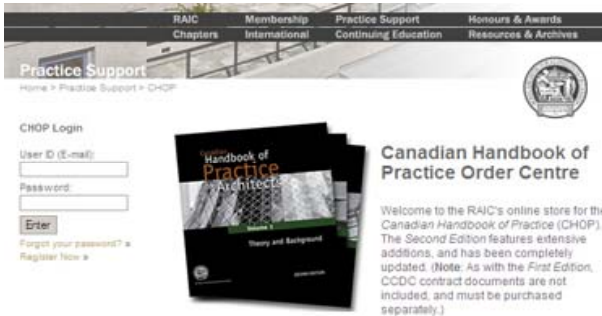 RAIC Membership Practice Support Honours & Awards
Chapters International Continuing Education Resources & Archives
Practice Support
Home > Practice Support > CHOP
CHOP Login
User ID (E-mail):
Password:
Enter
Forgot your password? »
Register Now »
Canadian
Handbook of
Practice
for Architects
Volume 1
Theory and Background
SECOND EDITION
Canadian Handbook of
Practice Order Centre
Welcome to the RAIC's online store for the
Canadian Handbook of Practice (CHOP).
The Second Edition features extensive
additions, and has been completely
updated. (Note: As with the First Edition,
CCDC contract documents are not
included, and must be purchased
separately.)